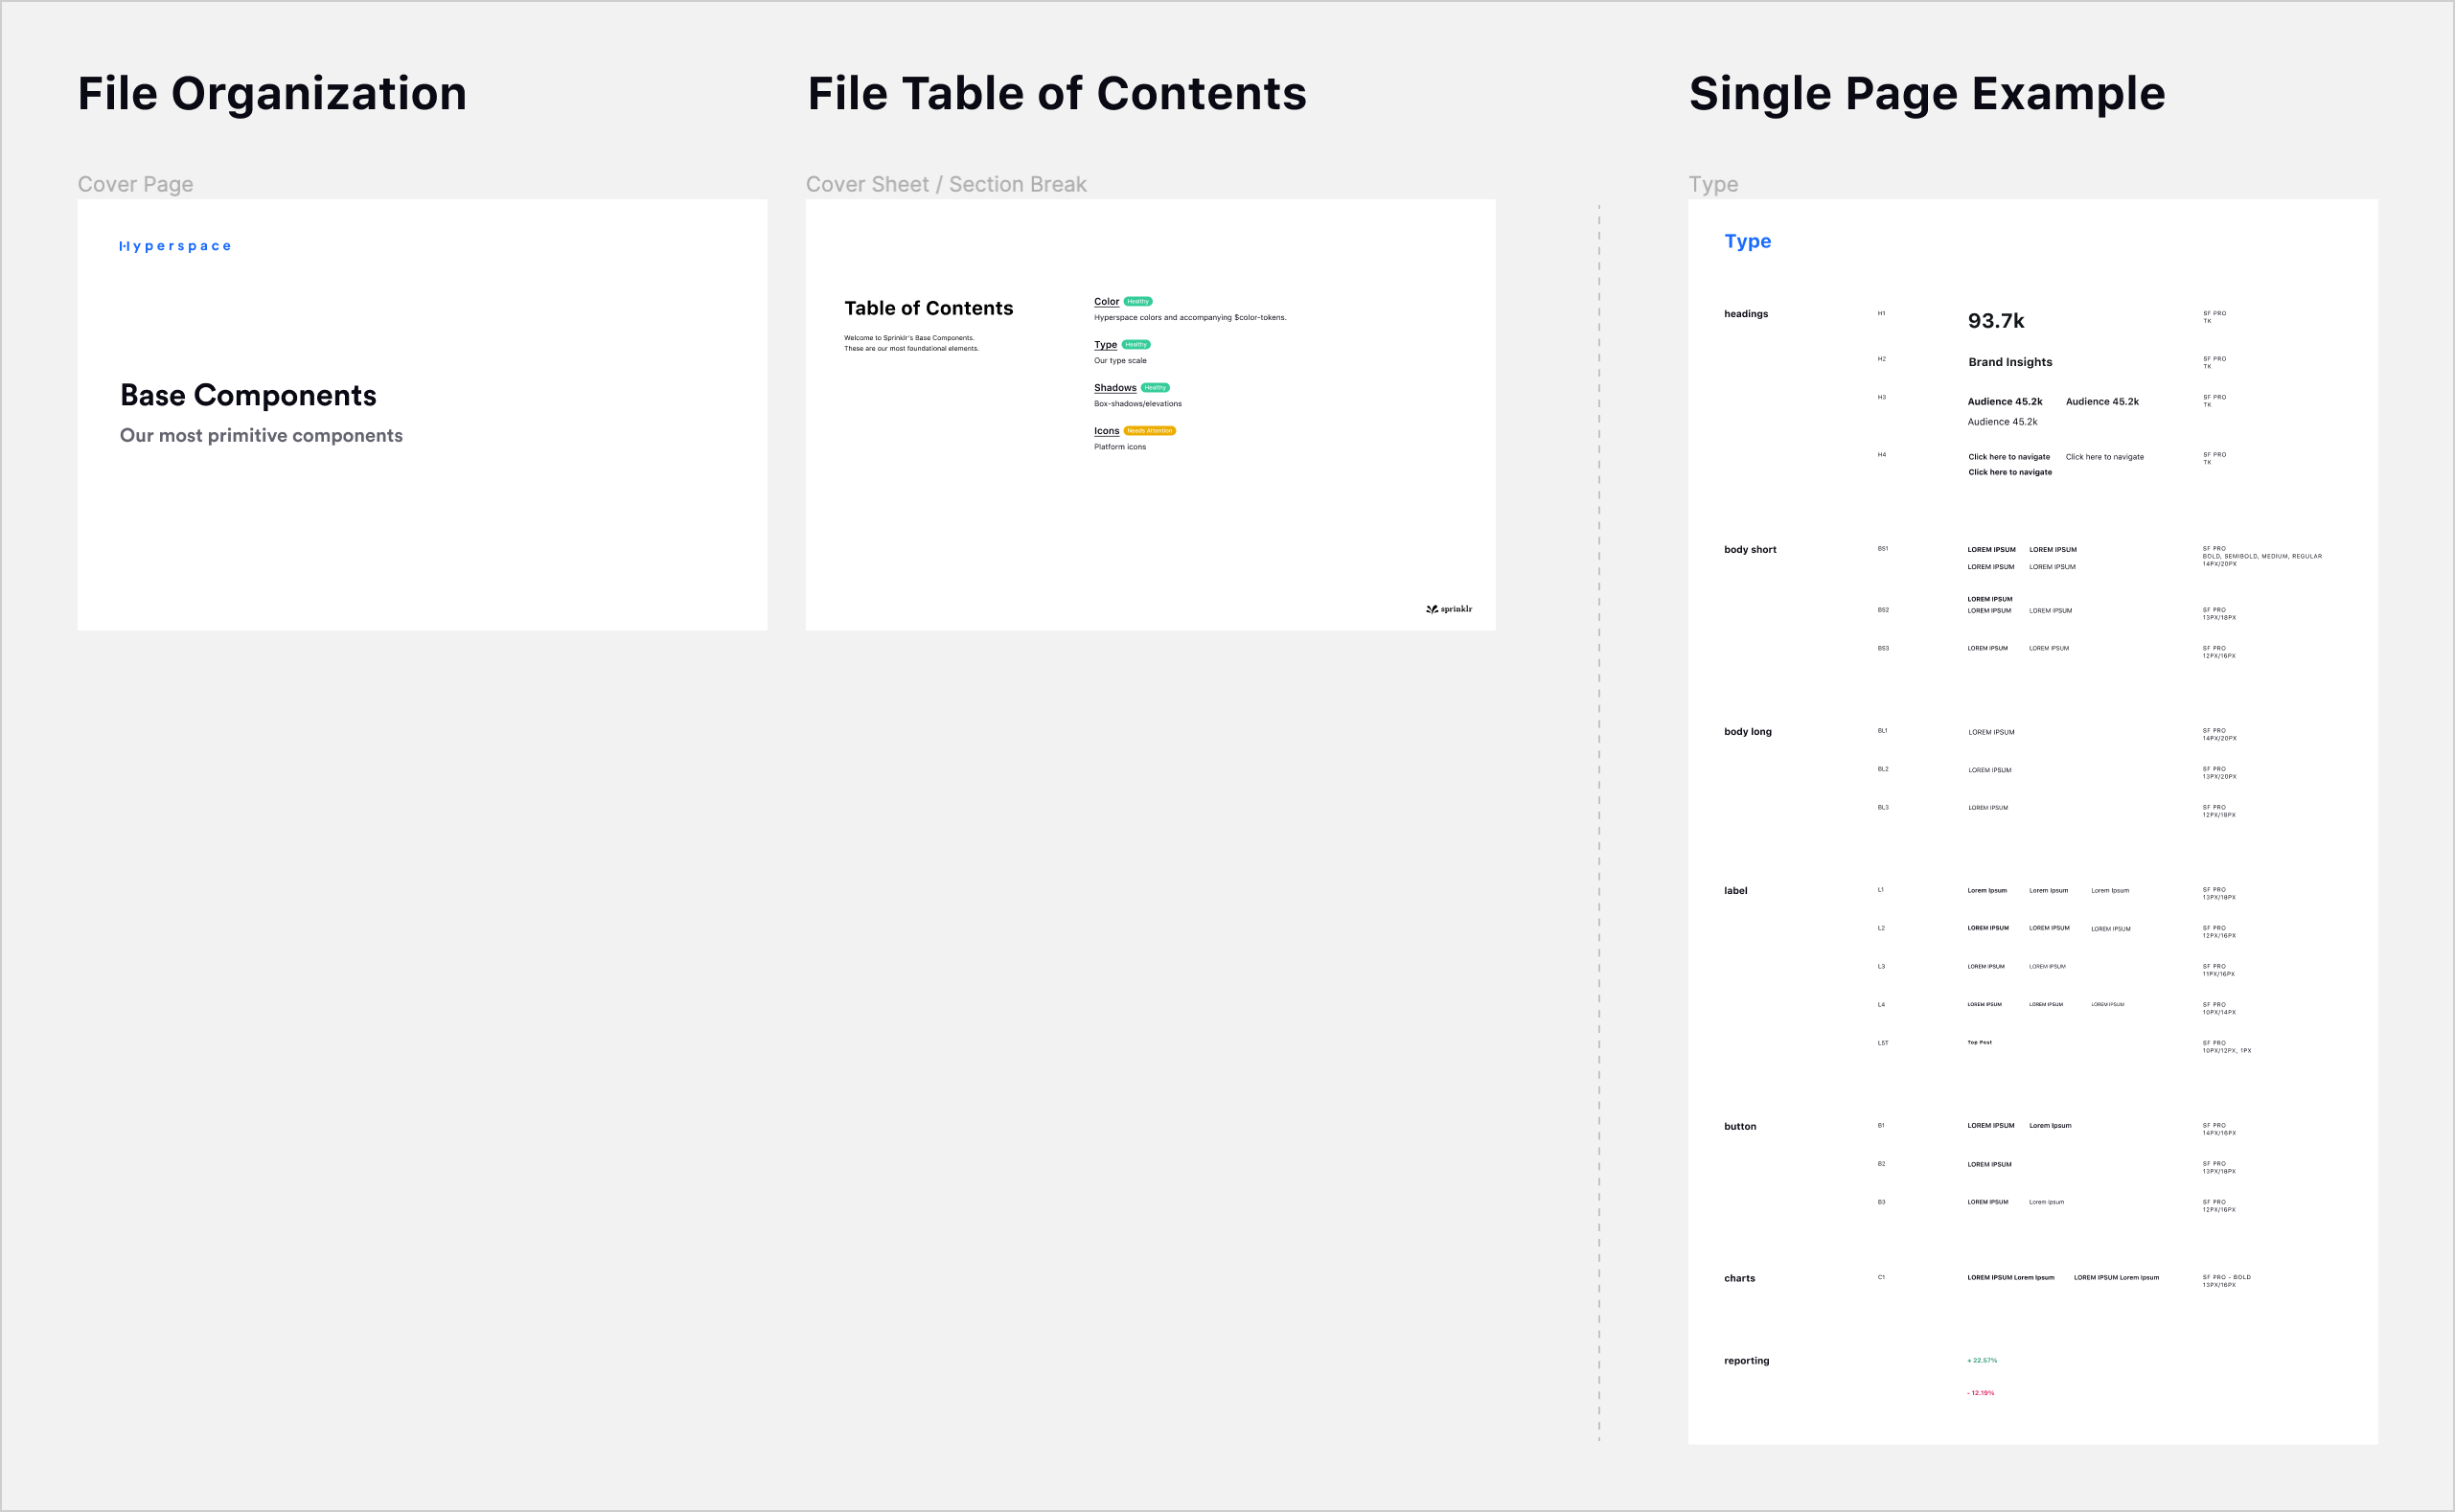 File Organization
Cover Page
Hyperspace
Base Components
Our most primitive components
File Table of Contents
Cover Sheet / Section Break
Table of Contents
Welcome to Sprinklr's Base Components.
These are our most foundational elements.
Color Healthy
Hyperspace colors and accompanying $color-tokens.
Type Healthy
Our type scale
Shadows Healthy
Box-shadows/elevations
Icons Needs Attention
Platform icons
sprinklr
Single Page Example
Type
Type
headings H1 93.7k SF PRO
TK
H2 Brand Insights SF PRO
TK
H3 Audience 45.2k Audience 45.2k SF PRO
TK
Audience 45.2k
H4 Click here to navigate Click here to navigate SF PRO
TK
Click here to navigate
body short BS1 LOREM IPSUM LOREM IPSUM SF PRO
BOLD, SEMIBOLD, MEDIUM, REGULAR
14PX/20PX
LOREM IPSUM LOREM IPSUM
LOREM IPSUM
BS2 LOREM IPSUM LOREM IPSUM SF PRO
13PX/18PX
BS3 LOREM IPSUM LOREM IPSUM SF PRO
12PX/16PX
body long BL1 LOREM IPSUM SF PRO
14PX/20PX
BL2 LOREM IPSUM SF PRO
13PX/20PX
BL3 LOREM IPSUM SF PRO
12PX/18PX
label L1 Lorem Ipsum Lorem Ipsum Lorem Ipsum SF PRO
13PX/18PX
L2 LOREM IPSUM LOREM IPSUM LOREM IPSUM SF PRO
12PX/16PX
L3 LOREM IPSUM LOREM IPSUM SF PRO
11PX/16PX
L4 LOREM IPSUM LOREM IPSUM LOREM IPSUM SF PRO
10PX/14PX
L5T Top Post SF PRO
10PX/12PX, 1PX
button B1 LOREM IPSUM Lorem Ipsum SF PRO
14PX/16PX
B2 LOREM IPSUM SF PRO
13PX/18PX
B3 LOREM IPSUM Lorem Ipsum SF PRO
12PX/16PX
charts C1 LOREM IPSUM Lorem Ipsum LOREM IPSUM Lorem Ipsum SF PRO - BOLD
13PX/16PX
reporting + 22.57%
- 12.19%